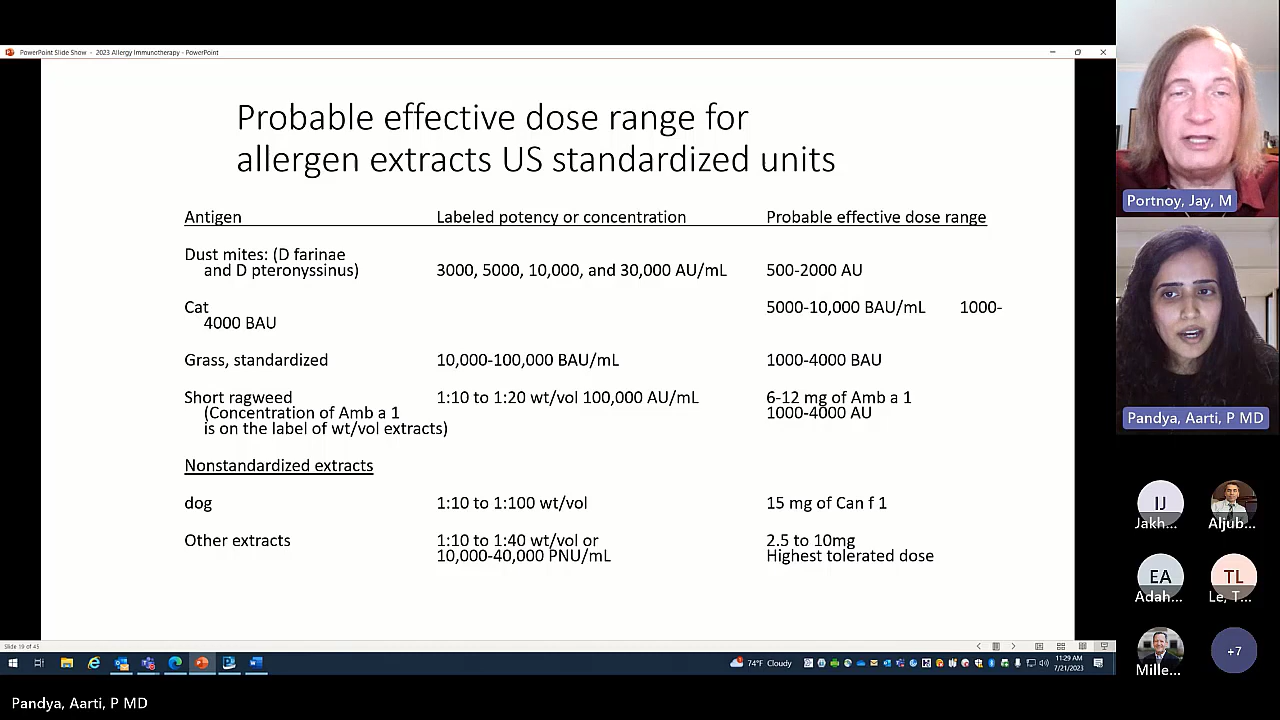 PowerPoint Slide Show - 2023 Allergy Immunotherapy - PowerPoint
Probable effective dose range for
allergen extracts US standardized units
Antigen Labeled potency or concentration Probable effective dose range
Dust mites: (D farinae
and D pteronyssinus) 3000, 5000, 10,000, and 30,000 AU/mL 500-2000 AU
Cat 5000-10,000 BAU/mL 1000-
4000 BAU
Grass, standardized 10,000-100,000 BAU/mL 1000-4000 BAU
Short ragweed 1:10 to 1:20 wt/vol 100,000 AU/mL 6-12 mg of Amb a 1
(Concentration of Amb a 1 1000-4000 AU
is on the label of wt/vol extracts)
Nonstandardized extracts
dog 1:10 to 1:100 wt/vol 15 mg of Can f 1
Other extracts 1:10 to 1:40 wt/vol or 2.5 to 10mg
10,000-40,000 PNU/mL Highest tolerated dose
Slide 19 of 45
74°F Cloudy
11:29 AM
7/21/2023
Portnoy, Jay, M
Pandya, Aarti, P MD
IJ
Jakh...
Aljub...
EA
Adah...
TL
Le, T...
Mille...
+7
Pandya, Aarti, P MD